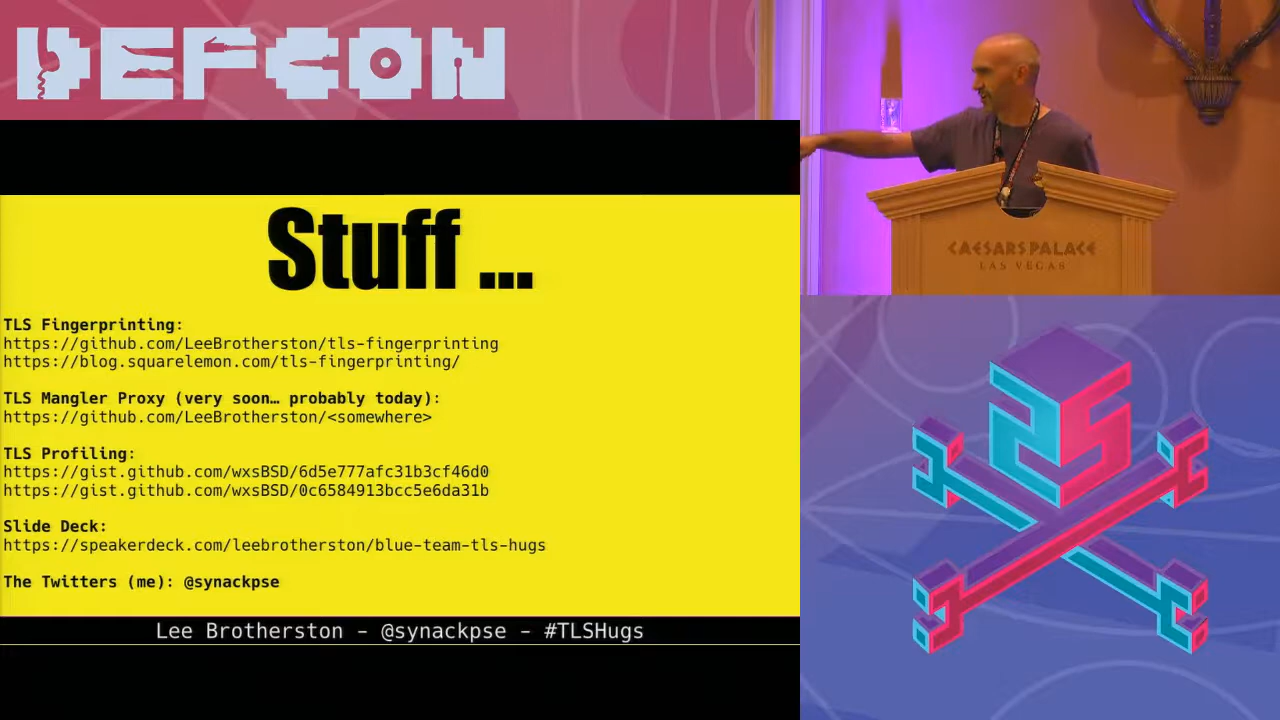 DEFCON
Stuff ...
TLS Fingerprinting:
https://github.com/LeeBrotherston/tls-fingerprinting
https://blog.squarelemon.com/tls-fingerprinting/
TLS Mangler Proxy (very soon… probably today):
https://github.com/LeeBrotherston/<somewhere>
TLS Profiling:
https://gist.github.com/wxsBSD/6d5e777afc31b3cf46d0
https://gist.github.com/wxsBSD/0c6584913bcc5e6da31b
Slide Deck:
https://speakerdeck.com/leebrotherston/blue-team-tls-hugs
The Twitters (me): @synackpse
Lee Brotherston – @synackpse – #TLSHugs
CAESARS PALACE
LAS VEGAS
25